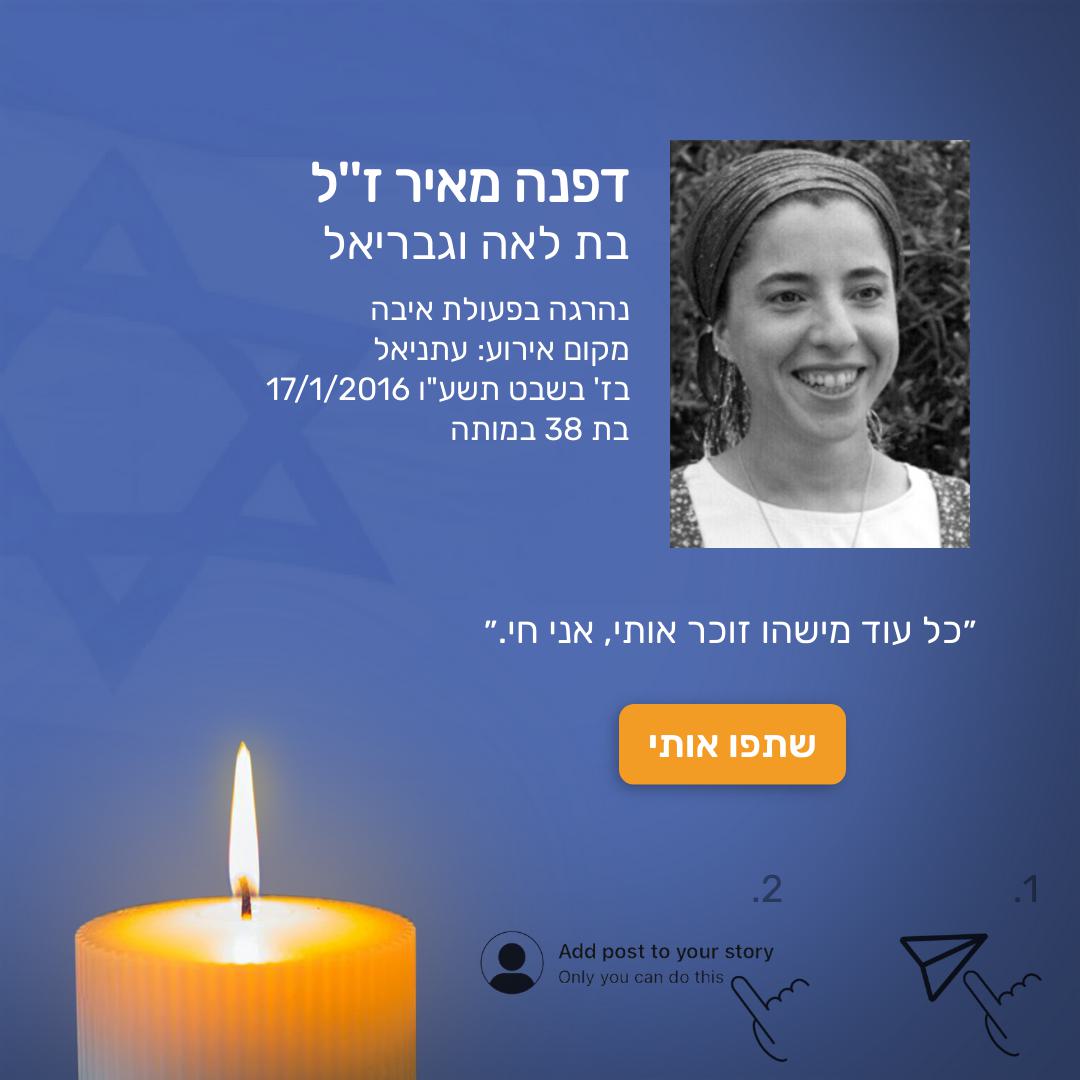 דפנה מאיר ז"ל
בת לאה וגבריאל
נהרגה בפעולת איבה
מקום אירוע: עתניאל
בז' בשבט תשע"ו 17/1/2016
בת 38 במותה
״כל עוד מישהו זוכר אותי, אני חי.״
שתפו אותי
1.
2.
Add post to your story
Only you can do this